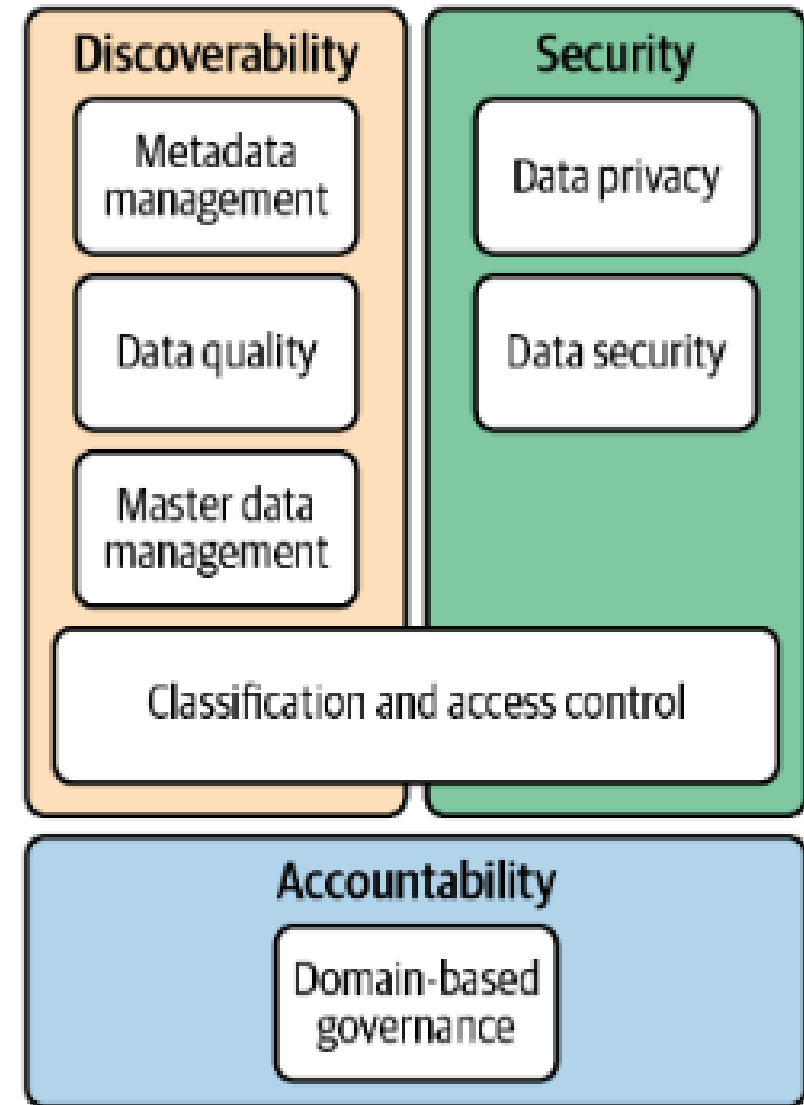 Discoverability
Metadata
management
Data quality
Master data
management
Security
Data privacy
Data security
Classification and access control
Accountability
Domain-based
governance